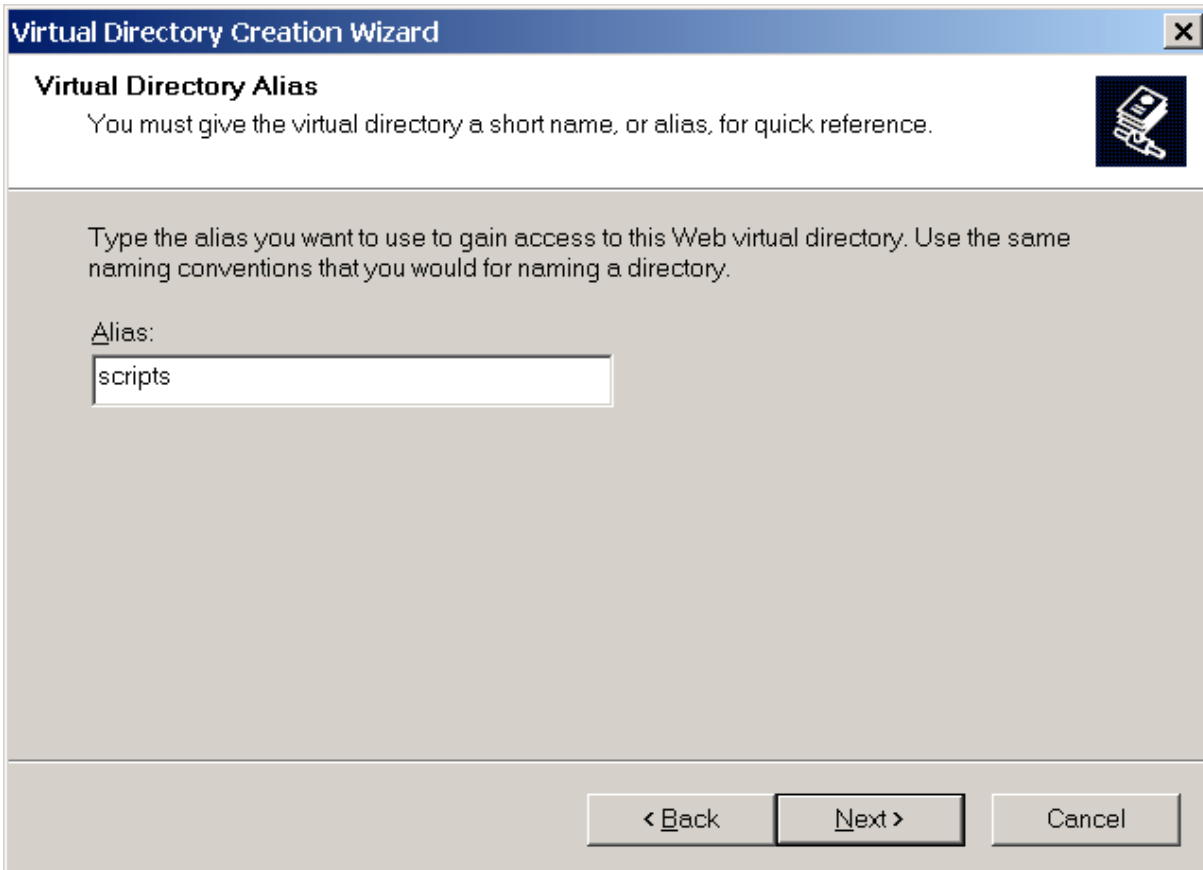 Virtual Directory Creation Wizard
Virtual Directory Alias
You must give the virtual directory a short name, or alias, for quick reference.
Type the alias you want to use to gain access to this Web virtual directory. Use the same
naming conventions that you would for naming a directory.
Alias:
scripts
< Back Next > Cancel